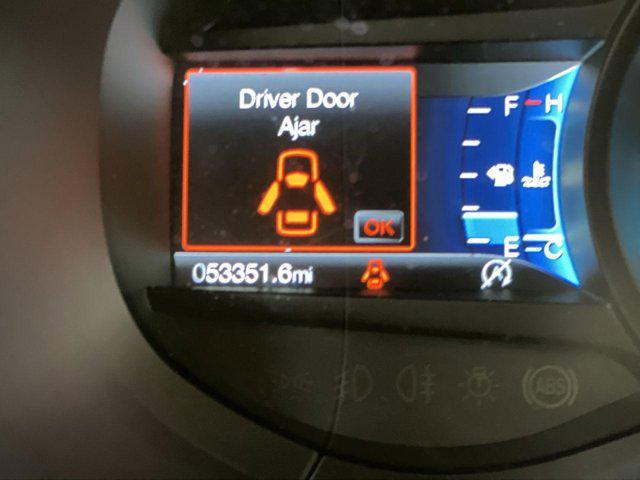 Driver Door
Ajar
OK
F H
E C
053351.6mi
ABS